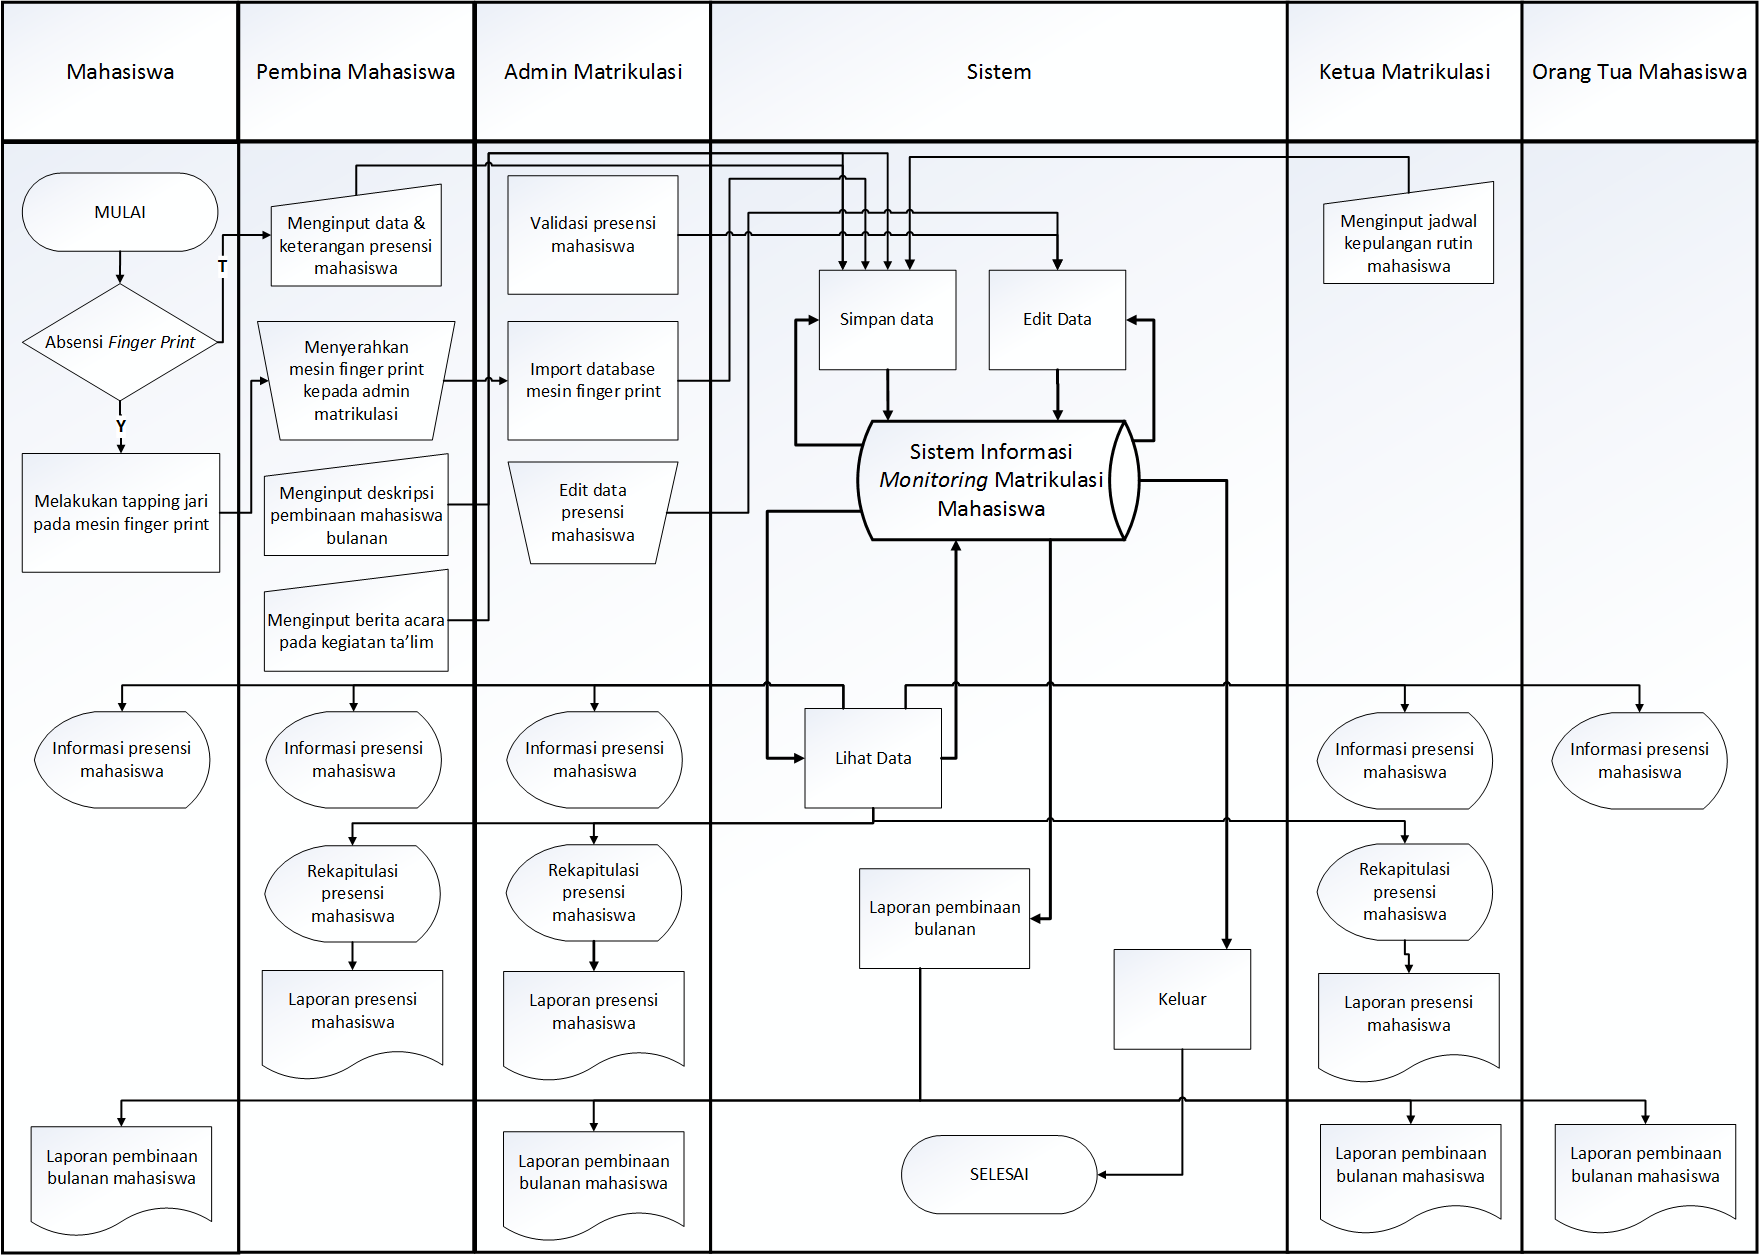 Mahasiswa
Pembina Mahasiswa
Admin Matrikulasi
Sistem
Ketua Matrikulasi
Orang Tua Mahasiswa
MULAI
Absensi Finger Print
T
Y
Melakukan tapping jari
pada mesin finger print
Menginput data &
keterangan presensi
mahasiswa
Menyerahkan
mesin finger print
kepada admin
matrikulasi
Menginput deskripsi
pembinaan mahasiswa
bulanan
Menginput berita acara
pada kegiatan ta’lim
Validasi presensi
mahasiswa
Import database
mesin finger print
Edit data
presensi
mahasiswa
Simpan data
Edit Data
Sistem Informasi
Monitoring Matrikulasi
Mahasiswa
Menginput jadwal
kepulangan rutin
mahasiswa
Informasi presensi
mahasiswa
Informasi presensi
mahasiswa
Informasi presensi
mahasiswa
Lihat Data
Informasi presensi
mahasiswa
Informasi presensi
mahasiswa
Rekapitulasi
presensi
mahasiswa
Rekapitulasi
presensi
mahasiswa
Laporan pembinaan
bulanan
Rekapitulasi
presensi
mahasiswa
Laporan presensi
mahasiswa
Laporan presensi
mahasiswa
Keluar
Laporan presensi
mahasiswa
Laporan pembinaan
bulanan mahasiswa
Laporan pembinaan
bulanan mahasiswa
SELESAI
Laporan pembinaan
bulanan mahasiswa
Laporan pembinaan
bulanan mahasiswa